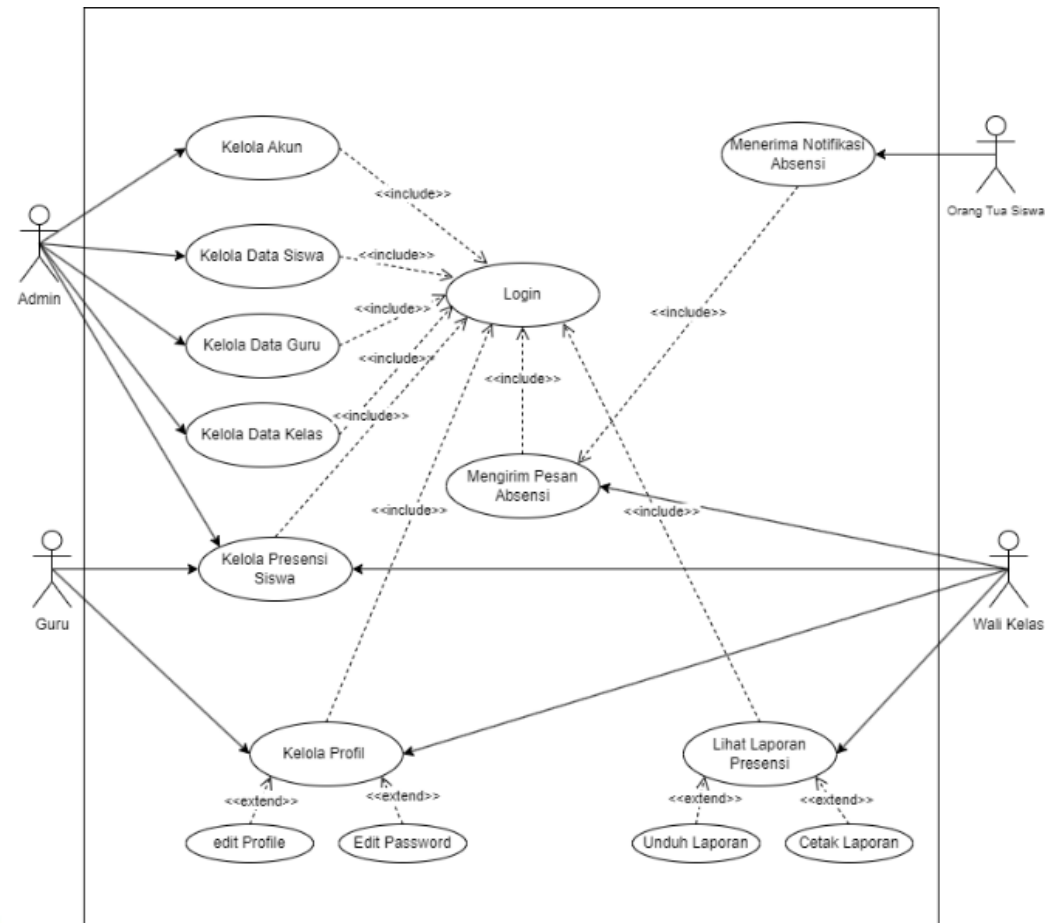 Kelola Akun
Menerima Notifikasi
Absensi
<<include>>
Orang Tua Siswa
Admin
Kelola Data Siswa
<<include>>
Login
<<include>>
<<include>>
Kelola Data Guru
<<include>>
<<include>>
<<include>>
Kelola Data Kelas
Mengirim Pesan
Absensi
<<include>>
<<include>>
Kelola Presensi
Siswa
Guru
Wali Kelas
Kelola Profil
Lihat Laporan
Presensi
<<extend>>
<<extend>>
<<extend>>
<<extend>>
edit Profile
Edit Password
Unduh Laporan
Cetak Laporan